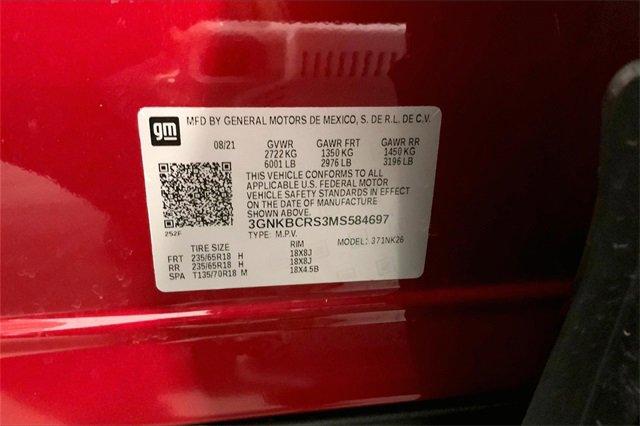 gm MFD BY GENERAL MOTORS DE MEXICO, S. DE R.L. DE C.V.
08/21 GVWR GAWR FRT GAWR RR
2722 KG 1350 KG 1450 KG
6001 LB 2976 LB 3196 LB
THIS VEHICLE CONFORMS TO ALL
APPLICABLE U.S. FEDERAL MOTOR
VEHICLE SAFETY STANDARDS IN EFFECT
ON THE DATE OF MANUFACTURE
SHOWN ABOVE.
3GNKBCRS3MS584697
252F TYPE: M.P.V. MODEL: 371NK26
TIRE SIZE RIM
FRT 235/65R18 H 18X8J
RR 235/65R18 H 18X8J
SPA T135/70R18 M 18X4.5B